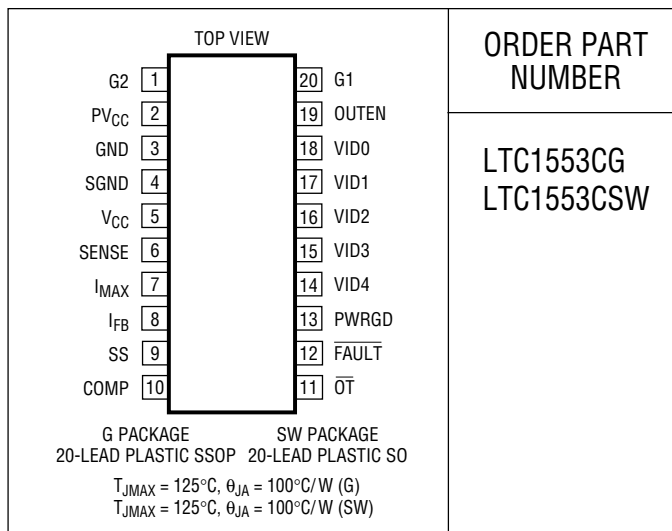 TOP VIEW
G2 1
PVCC 2
GND 3
SGND 4
VCC 5
SENSE 6
IMAX 7
IFB 8
SS 9
COMP 10
20 G1
19 OUTEN
18 VID0
17 VID1
16 VID2
15 VID3
14 VID4
13 PWRGD
12 FAULT
11 OT
G PACKAGE
20-LEAD PLASTIC SSOP
SW PACKAGE
20-LEAD PLASTIC SO
TJMAX = 125°C, θJA = 100°C/W (G)
TJMAX = 125°C, θJA = 100°C/W (SW)
ORDER PART
NUMBER
LTC1553CG
LTC1553CSW